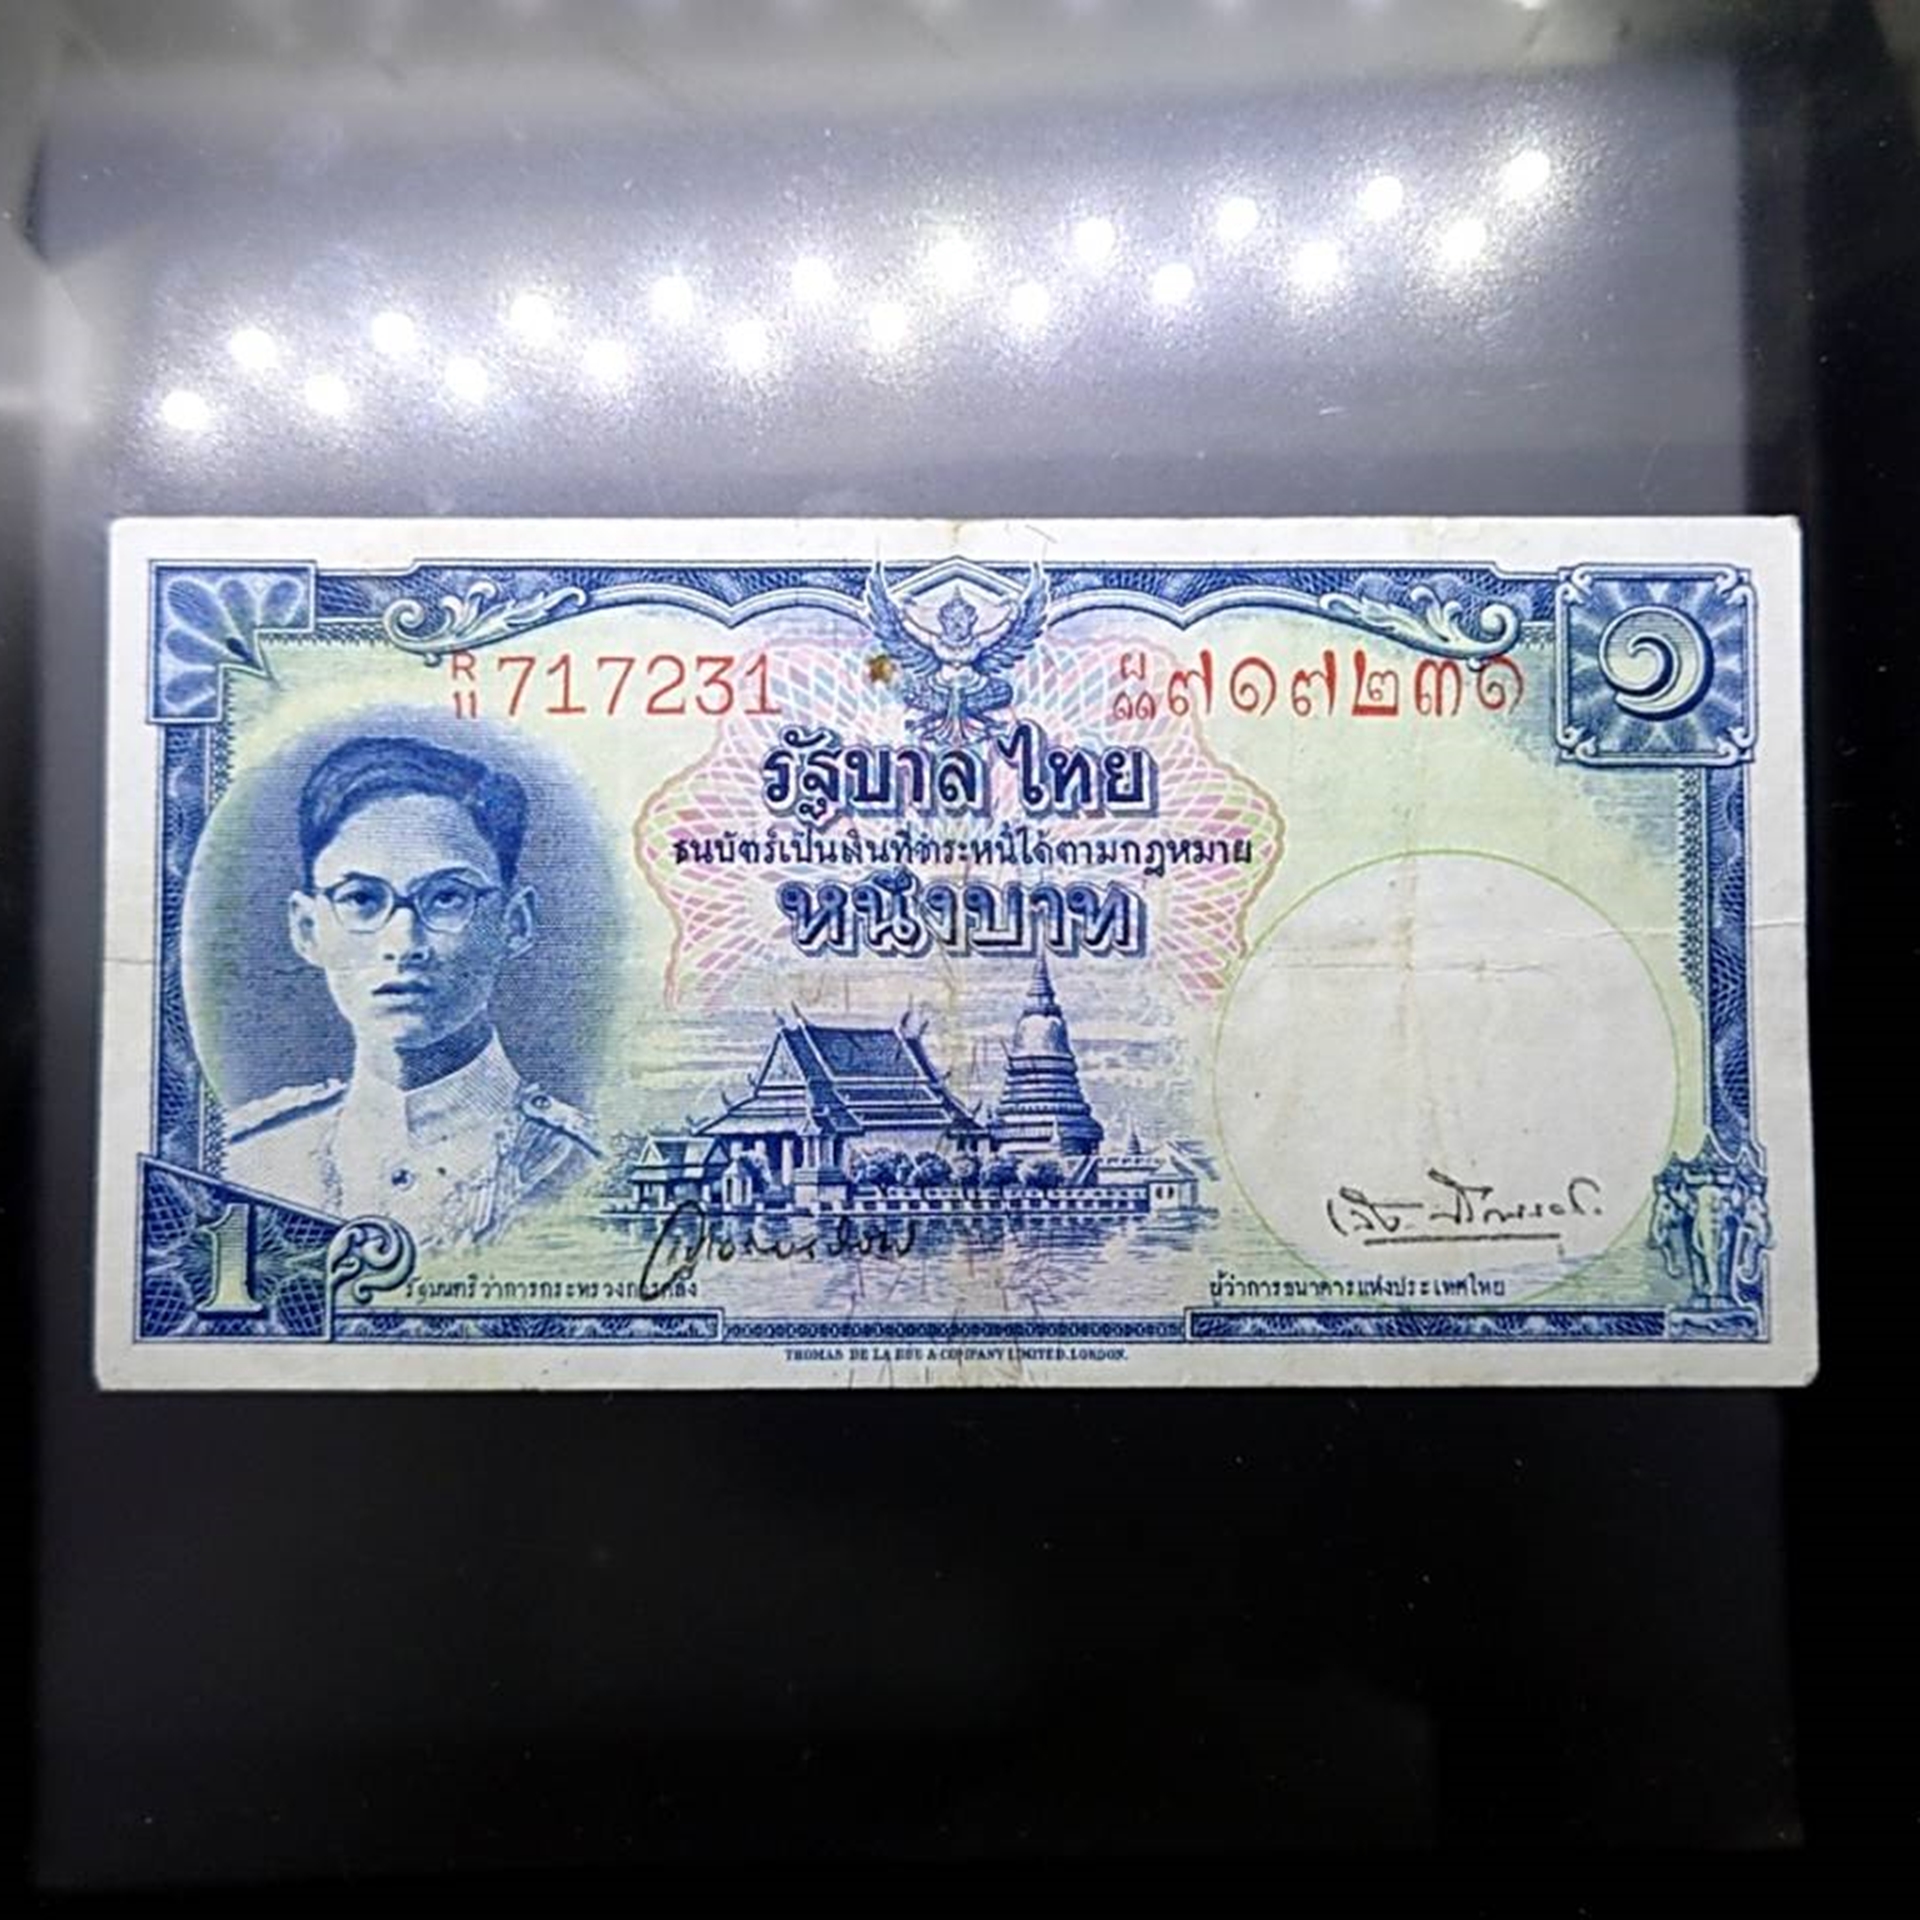 R/11 717231 ผ/๑๑ ๗๑๗๒๓๑
๑
รัฐบาลไทย
ธนบัตร์เป็นเงินที่ชำระหนี้ได้ตามกฎหมาย
หนึ่งบาท
1 ๑
รัฐมนตรีว่าการกระทรวงการคลัง
ผู้ว่าการธนาคารแห่งประเทศไทย
THOMAS DE LA RUE & COMPANY LIMITED. LONDON.